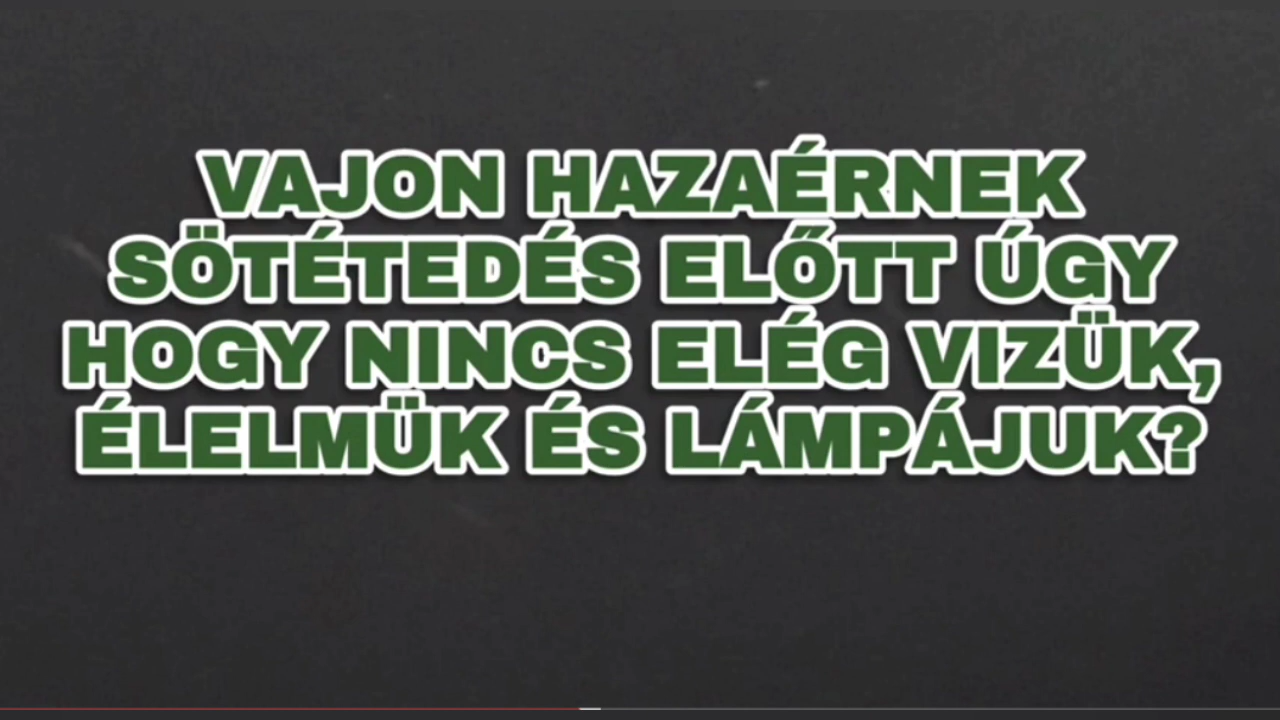 VAJON HAZAÉRNEK
SÖTÉTEDÉS ELŐTT ÚGY
HOGY NINCS ELÉG VIZÜK,
ÉLELMÜK ÉS LÁMPÁJUK?